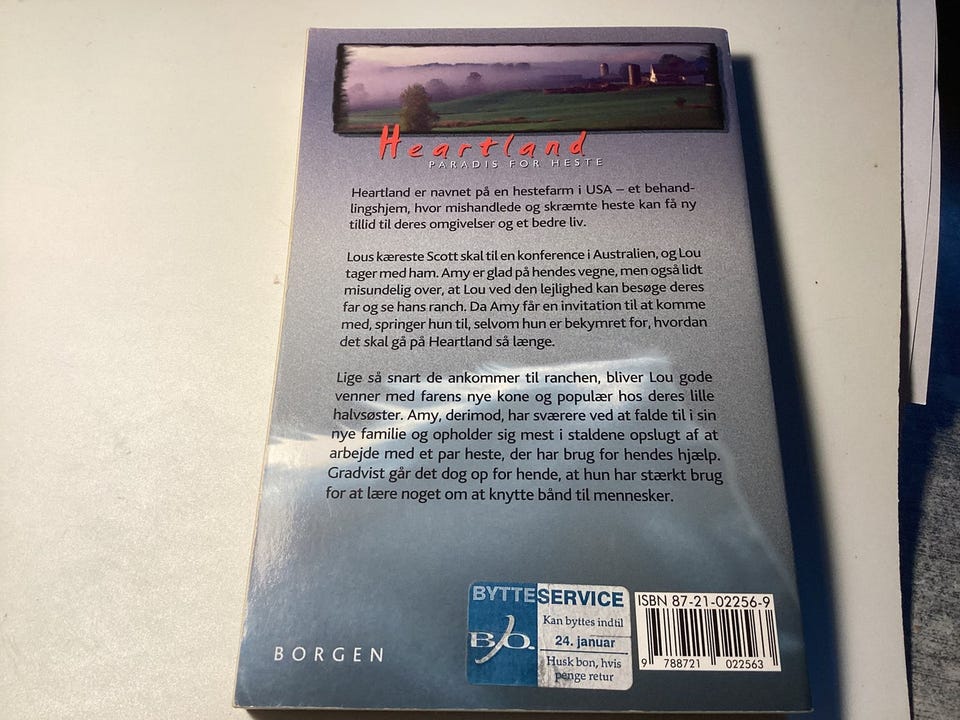 Heartland
PARADIS FOR HESTE
Heartland er navnet på en hestefarm i USA – et behand-
lingshjem, hvor mishandlede og skræmte heste kan få ny
tillid til deres omgivelser og et bedre liv.
Lous kæreste Scott skal til en konference i Australien, og Lou
tager med ham. Amy er glad på hendes vegne, men også lidt
misundelig over, at Lou ved den lejlighed kan besøge deres
far og se hans ranch. Da Amy får en invitation til at komme
med, springer hun til, selvom hun er bekymret for, hvordan
det skal gå på Heartland så længe.
Lige så snart de ankommer til ranchen, bliver Lou gode
venner med farens nye kone og populær hos deres lille
halvsøster. Amy, derimod, har sværere ved at falde til i sin
nye familie og opholder sig mest i staldene opslugt af at
arbejde med et par heste, der har brug for hendes hjælp.
Gradvist går det dog op for hende, at hun har stærkt brug
for at lære noget om at knytte bånd til mennesker.
BORGEN
BYTTESERVICE
B.O.
Kan byttes indtil
24. januar
Husk bon, hvis
penge retur
ISBN 87-21-02256-9
9 788721 022563